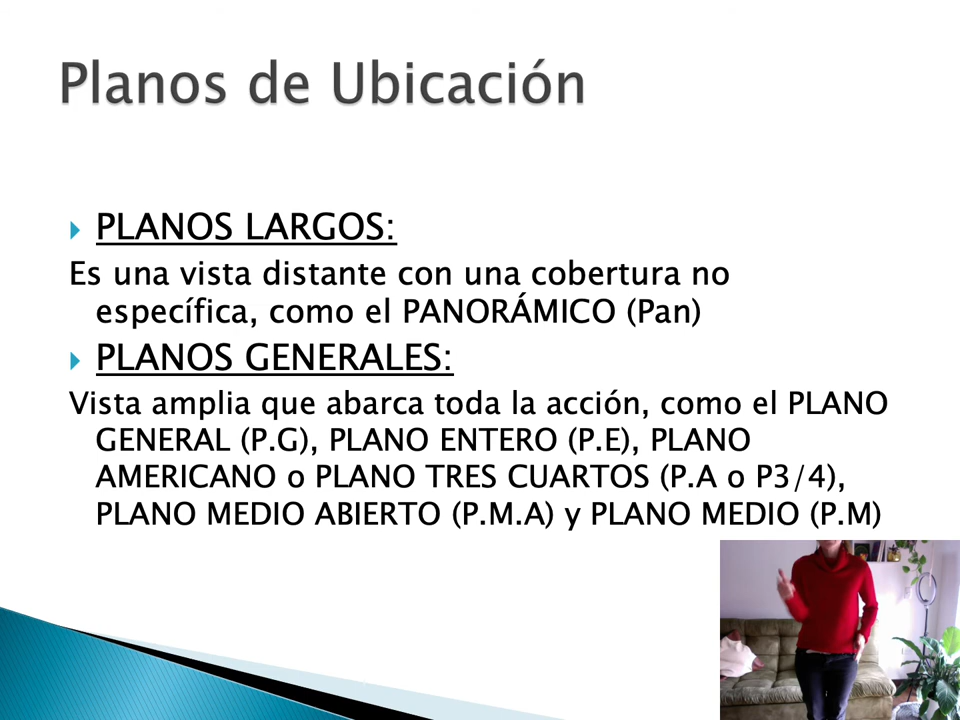 Planos de Ubicación
PLANOS LARGOS:
Es una vista distante con una cobertura no
específica, como el PANORÁMICO (Pan)
PLANOS GENERALES:
Vista amplia que abarca toda la acción, como el PLANO
GENERAL (P.G), PLANO ENTERO (P.E), PLANO
AMERICANO o PLANO TRES CUARTOS (P.A o P3/4),
PLANO MEDIO ABIERTO (P.M.A) y PLANO MEDIO (P.M)